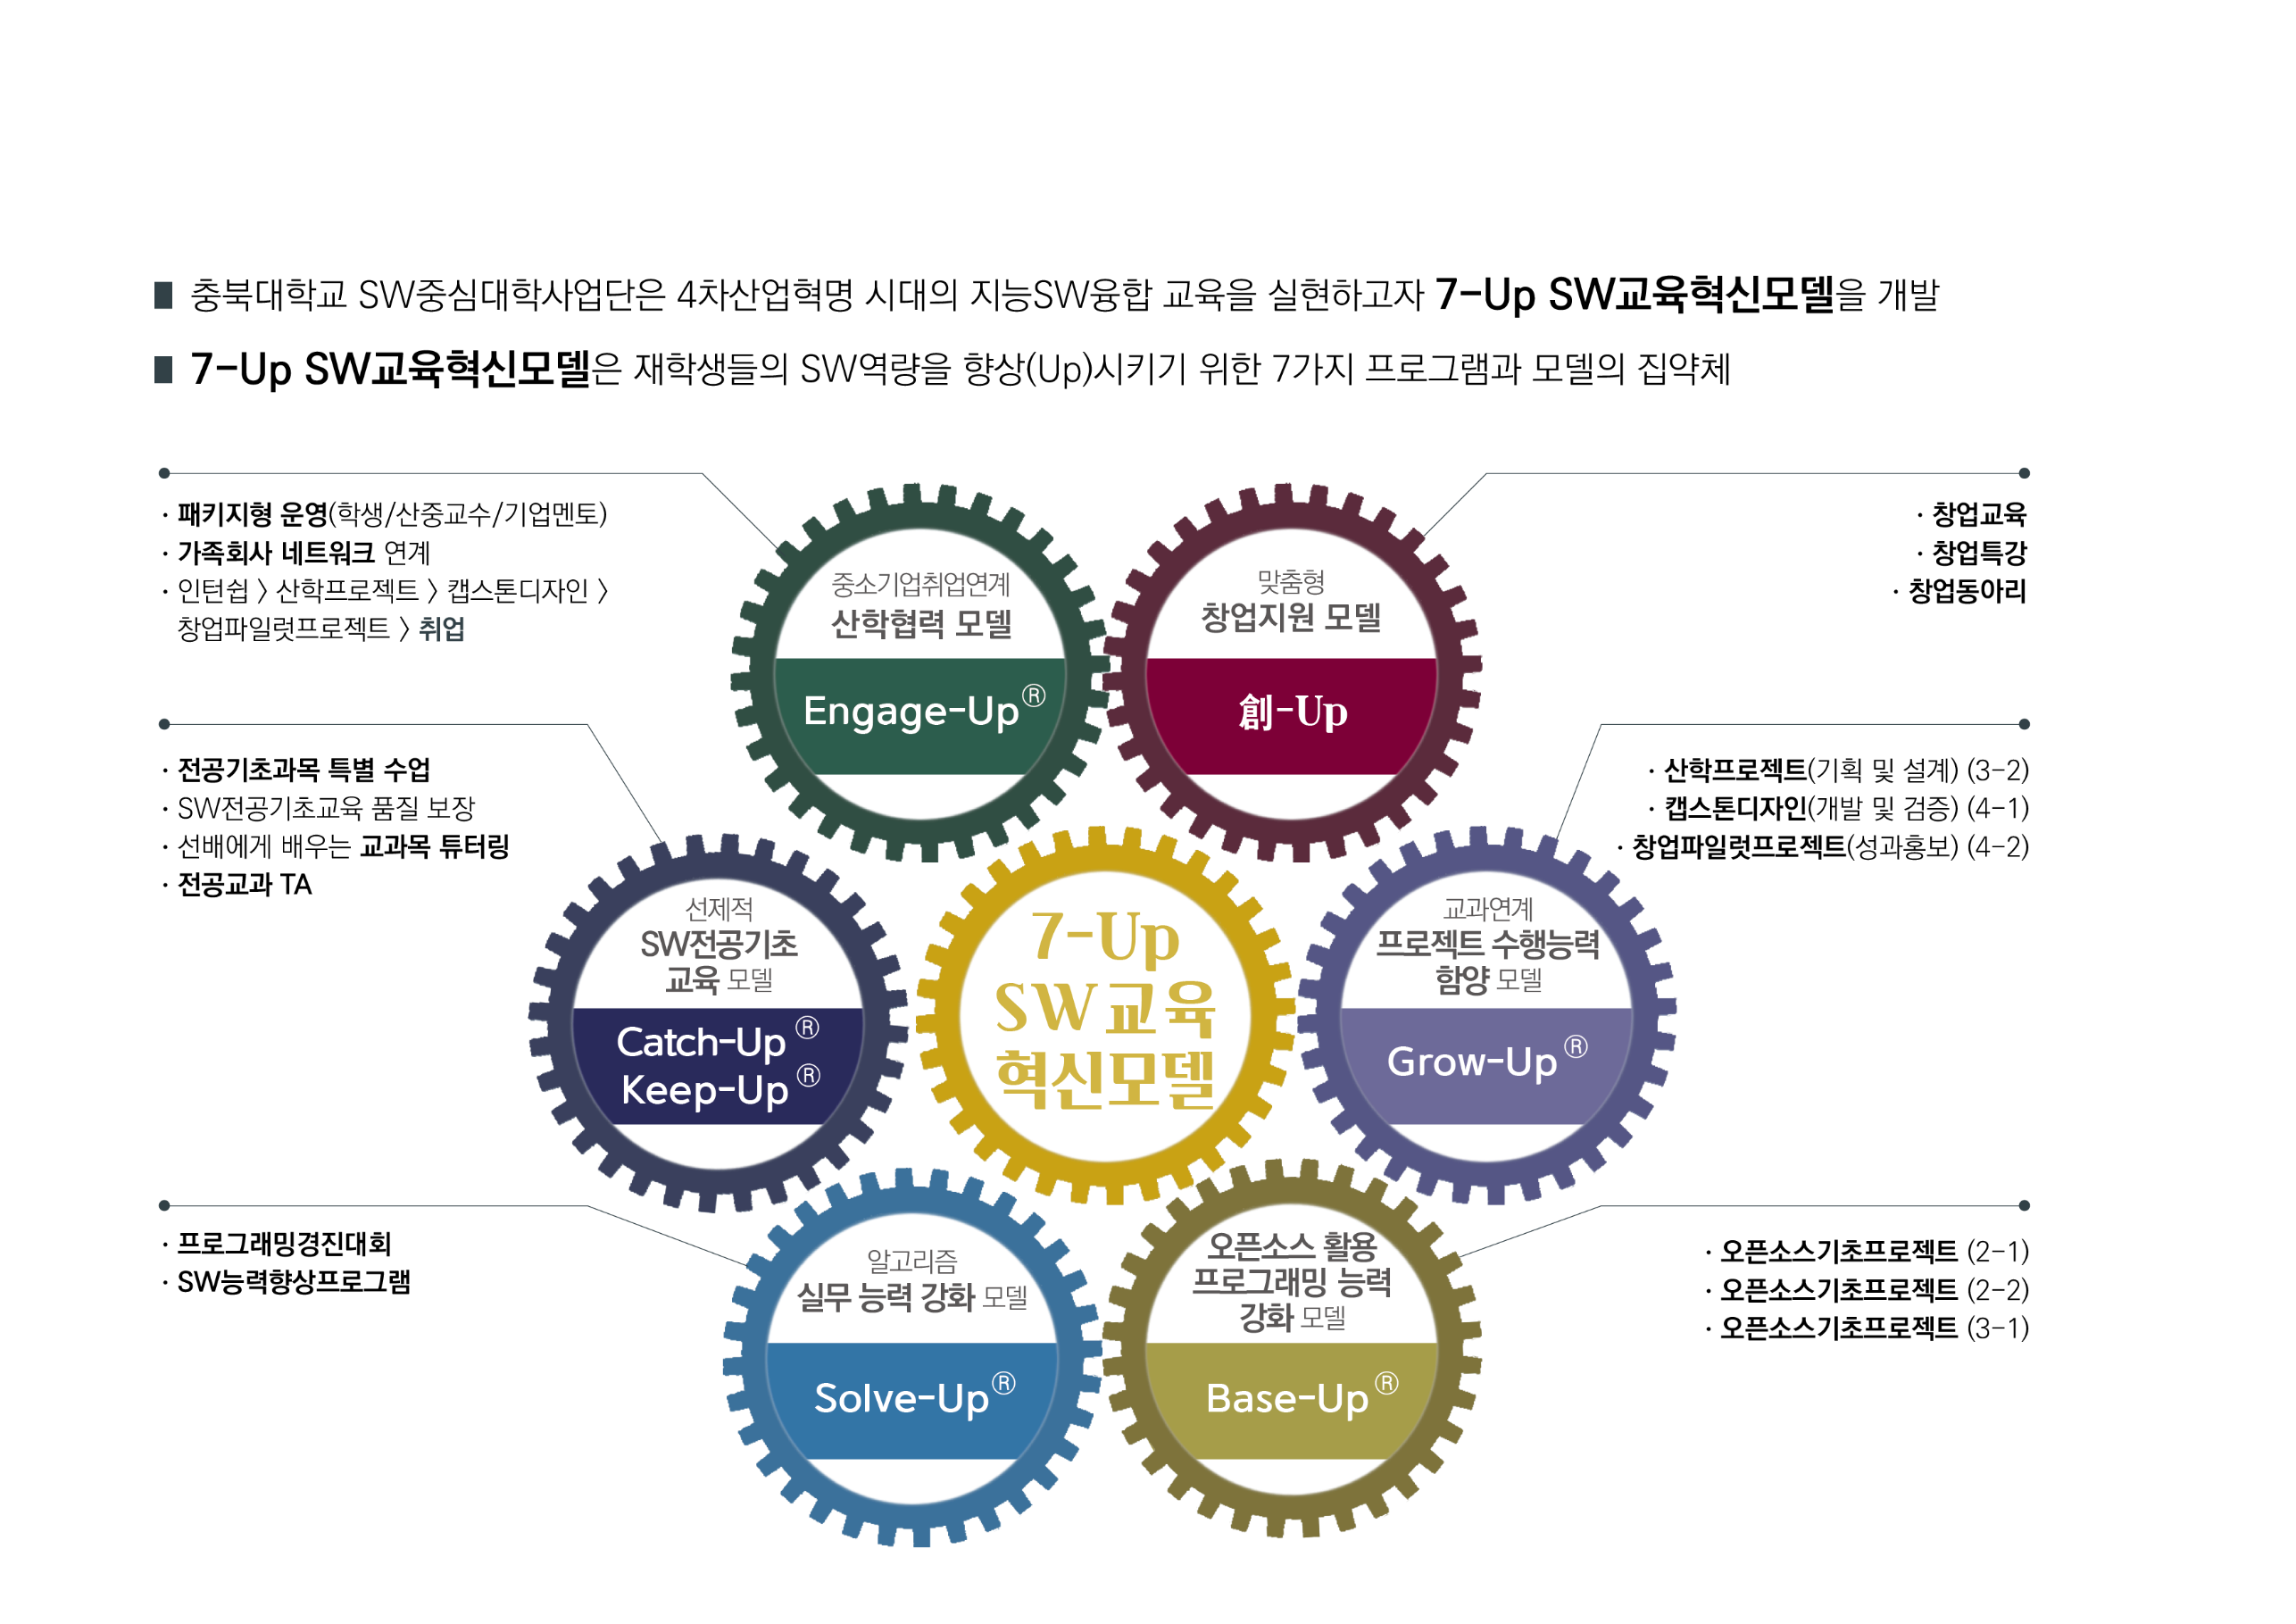 ■ 충북대학교 SW중심대학사업단은 4차산업혁명 시대의 지능SW융합 교육을 실현하고자 7-Up SW교육혁신모델을 개발
■ 7-Up SW교육혁신모델은 재학생들의 SW역량을 향상(Up)시키기 위한 7가지 프로그램과 모델의 집약체
· 패키지형 운영(학생/산중교수/기업멘토)
· 가족회사 네트워크 연계
· 인턴쉽 〉 산학프로젝트 〉 캡스톤디자인 〉
창업파일럿프로젝트 〉 취업
중소기업취업연계
산학협력 모델
Engage-Up®
맞춤형
창업지원 모델
創-Up
· 창업교육
· 창업특강
· 창업동아리
· 전공기초과목 특별 수업
· SW전공기초교육 품질 보장
· 선배에게 배우는 교과목 튜터링
· 전공교과 TA
선제적
SW전공기초
교육 모델
Catch-Up®
Keep-Up®
7-Up
SW교육
혁신모델
교과연계
프로젝트 수행능력
함양 모델
Grow-Up®
· 산학프로젝트(기획 및 설계) (3-2)
· 캡스톤디자인(개발 및 검증) (4-1)
· 창업파일럿프로젝트(성과홍보) (4-2)
· 프로그래밍경진대회
· SW능력향상프로그램
알고리즘
실무 능력 강화 모델
Solve-Up®
오픈소스 활용
프로그래밍 능력
강화 모델
Base-Up®
· 오픈소스기초프로젝트 (2-1)
· 오픈소스기초프로젝트 (2-2)
· 오픈소스기초프로젝트 (3-1)